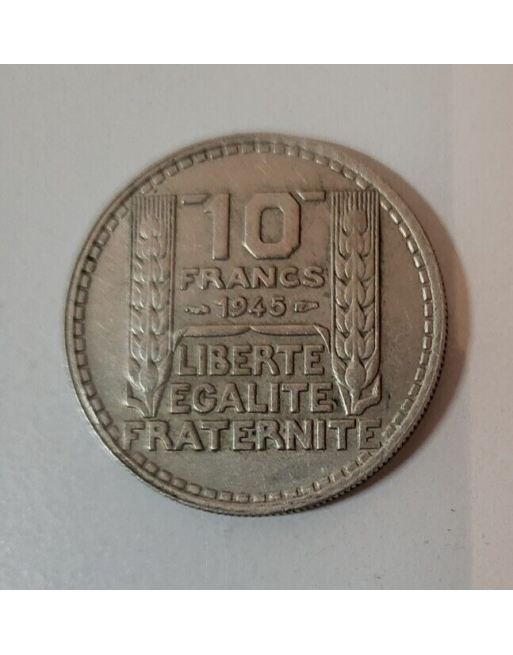 10
FRANCS
1945
LIBERTE
EGALITE
FRATERNITE